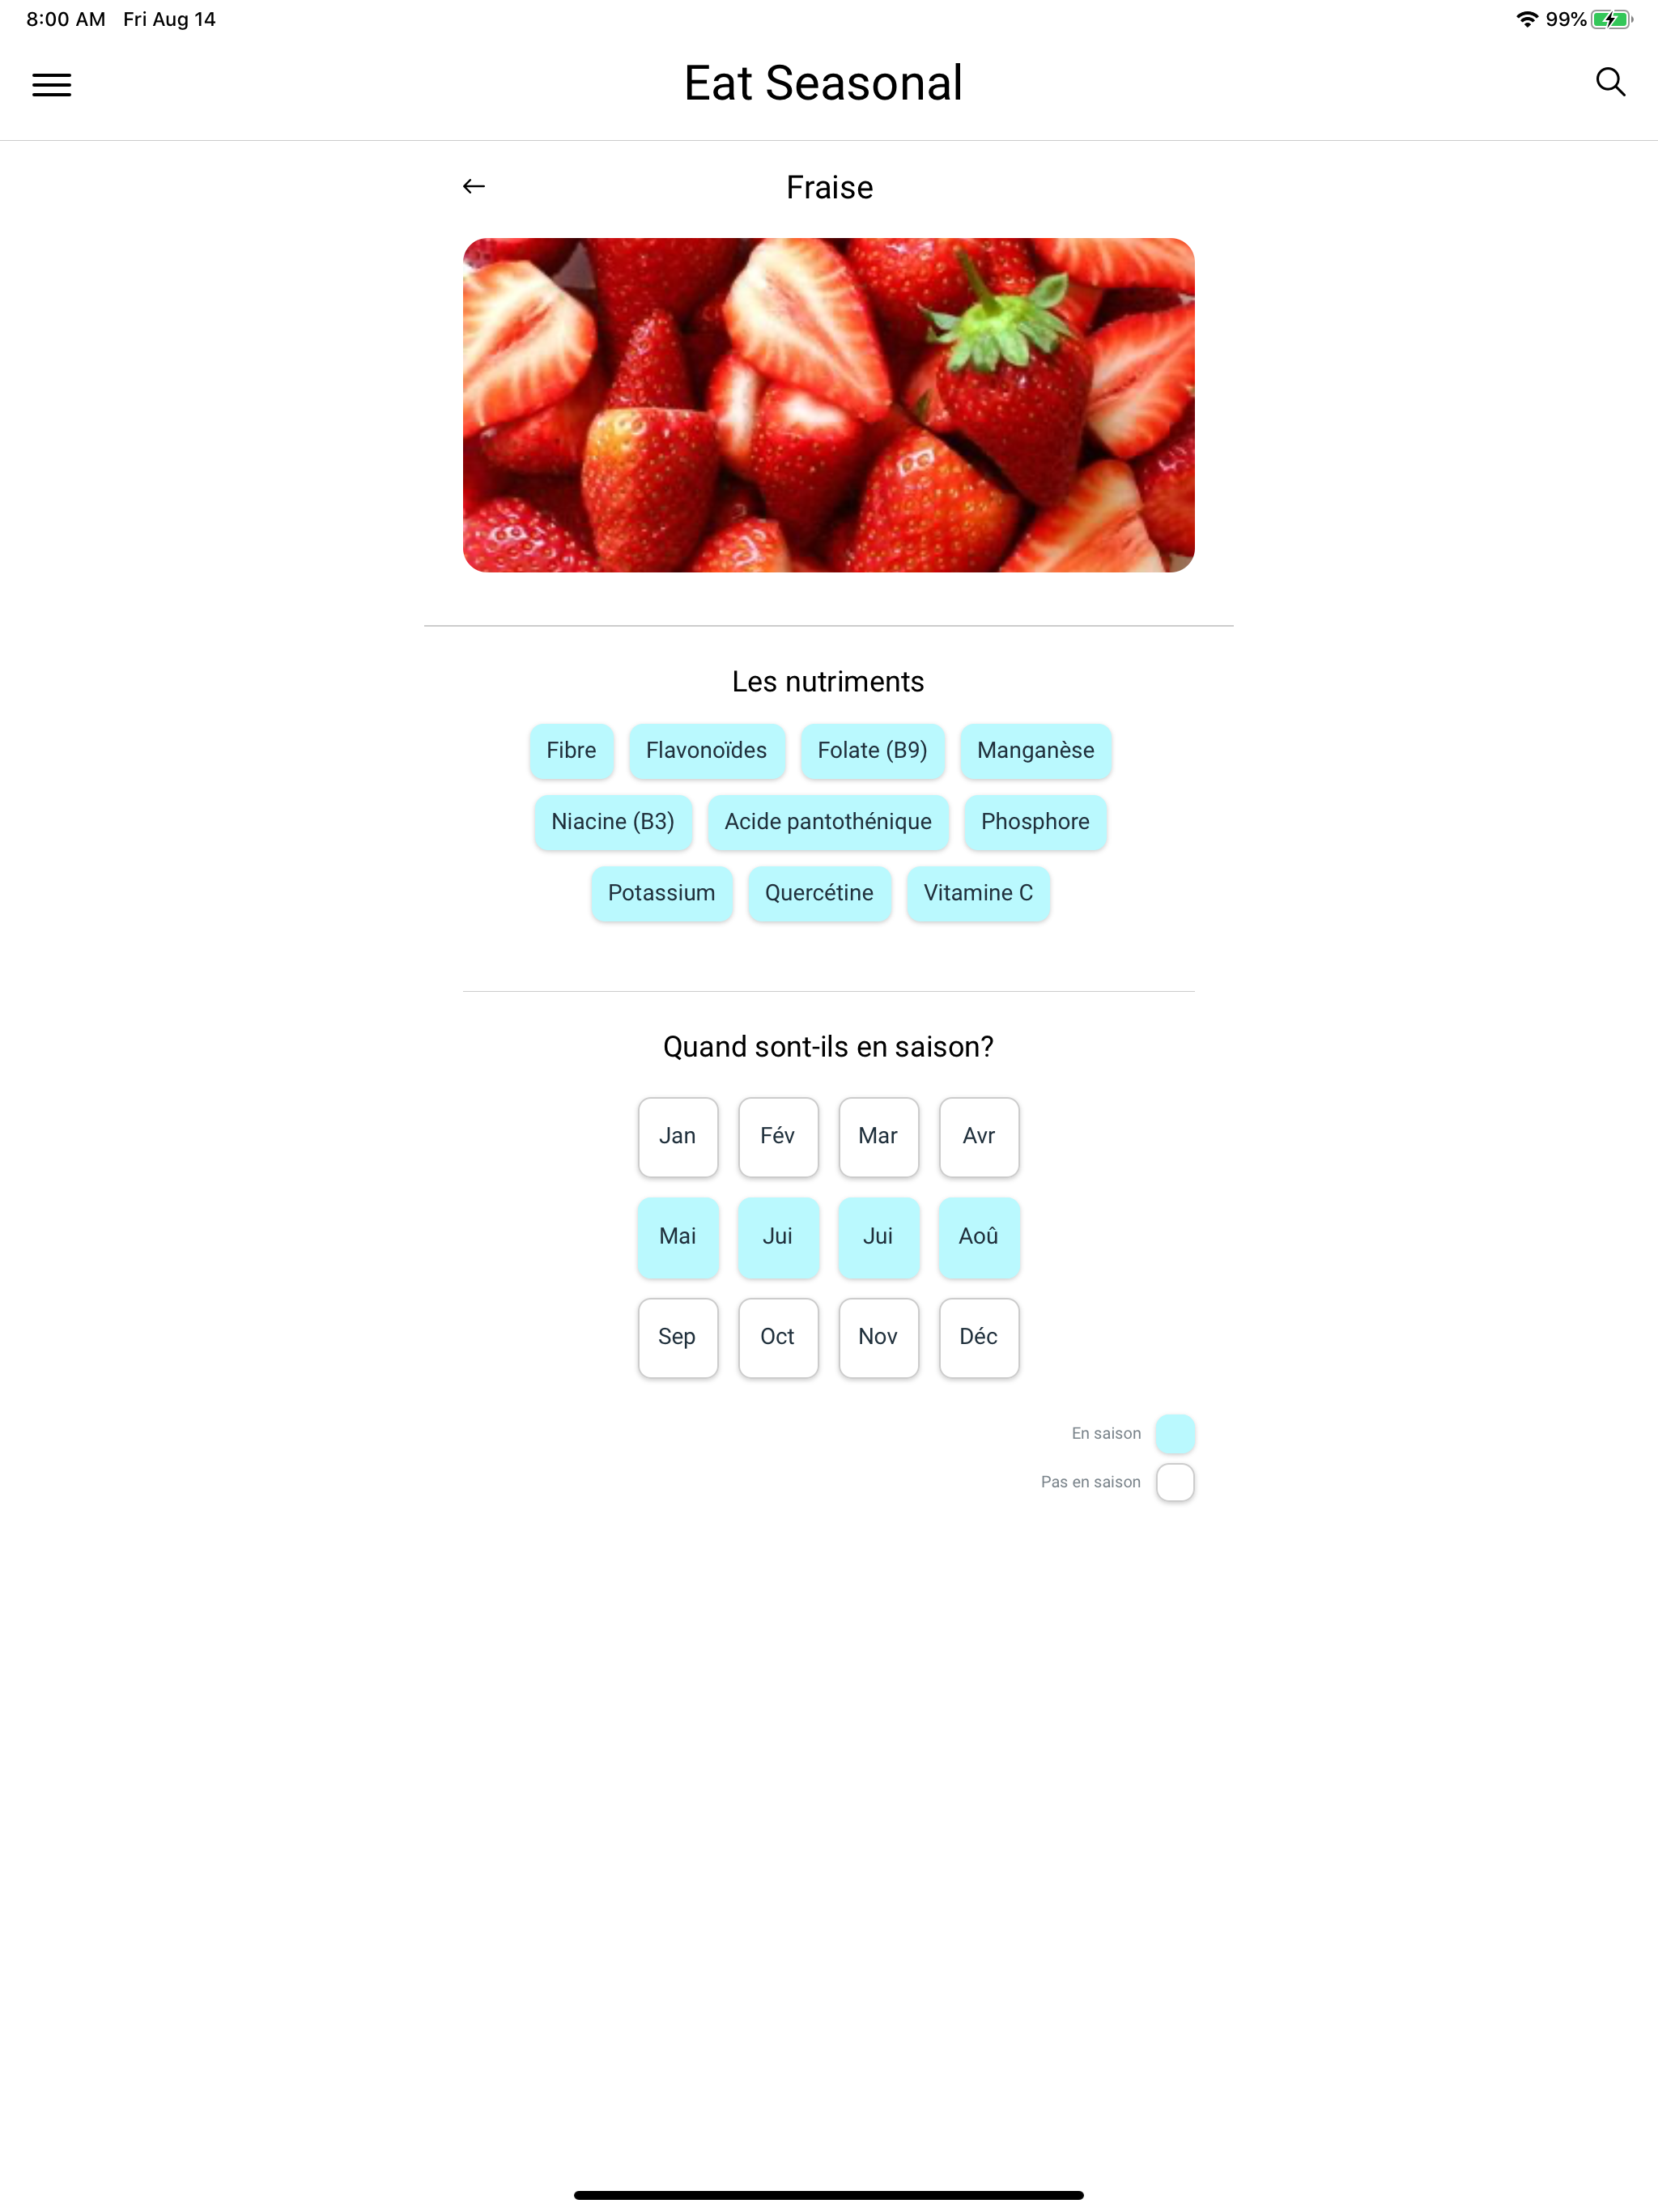 8:00 AM Fri Aug 14 99%
Eat Seasonal
Fraise
Les nutriments
Fibre Flavonoïdes Folate (B9) Manganèse
Niacine (B3) Acide pantothénique Phosphore
Potassium Quercétine Vitamine C
Quand sont-ils en saison?
Jan Fév Mar Avr
Mai Jui Jui Aoû
Sep Oct Nov Déc
En saison
Pas en saison